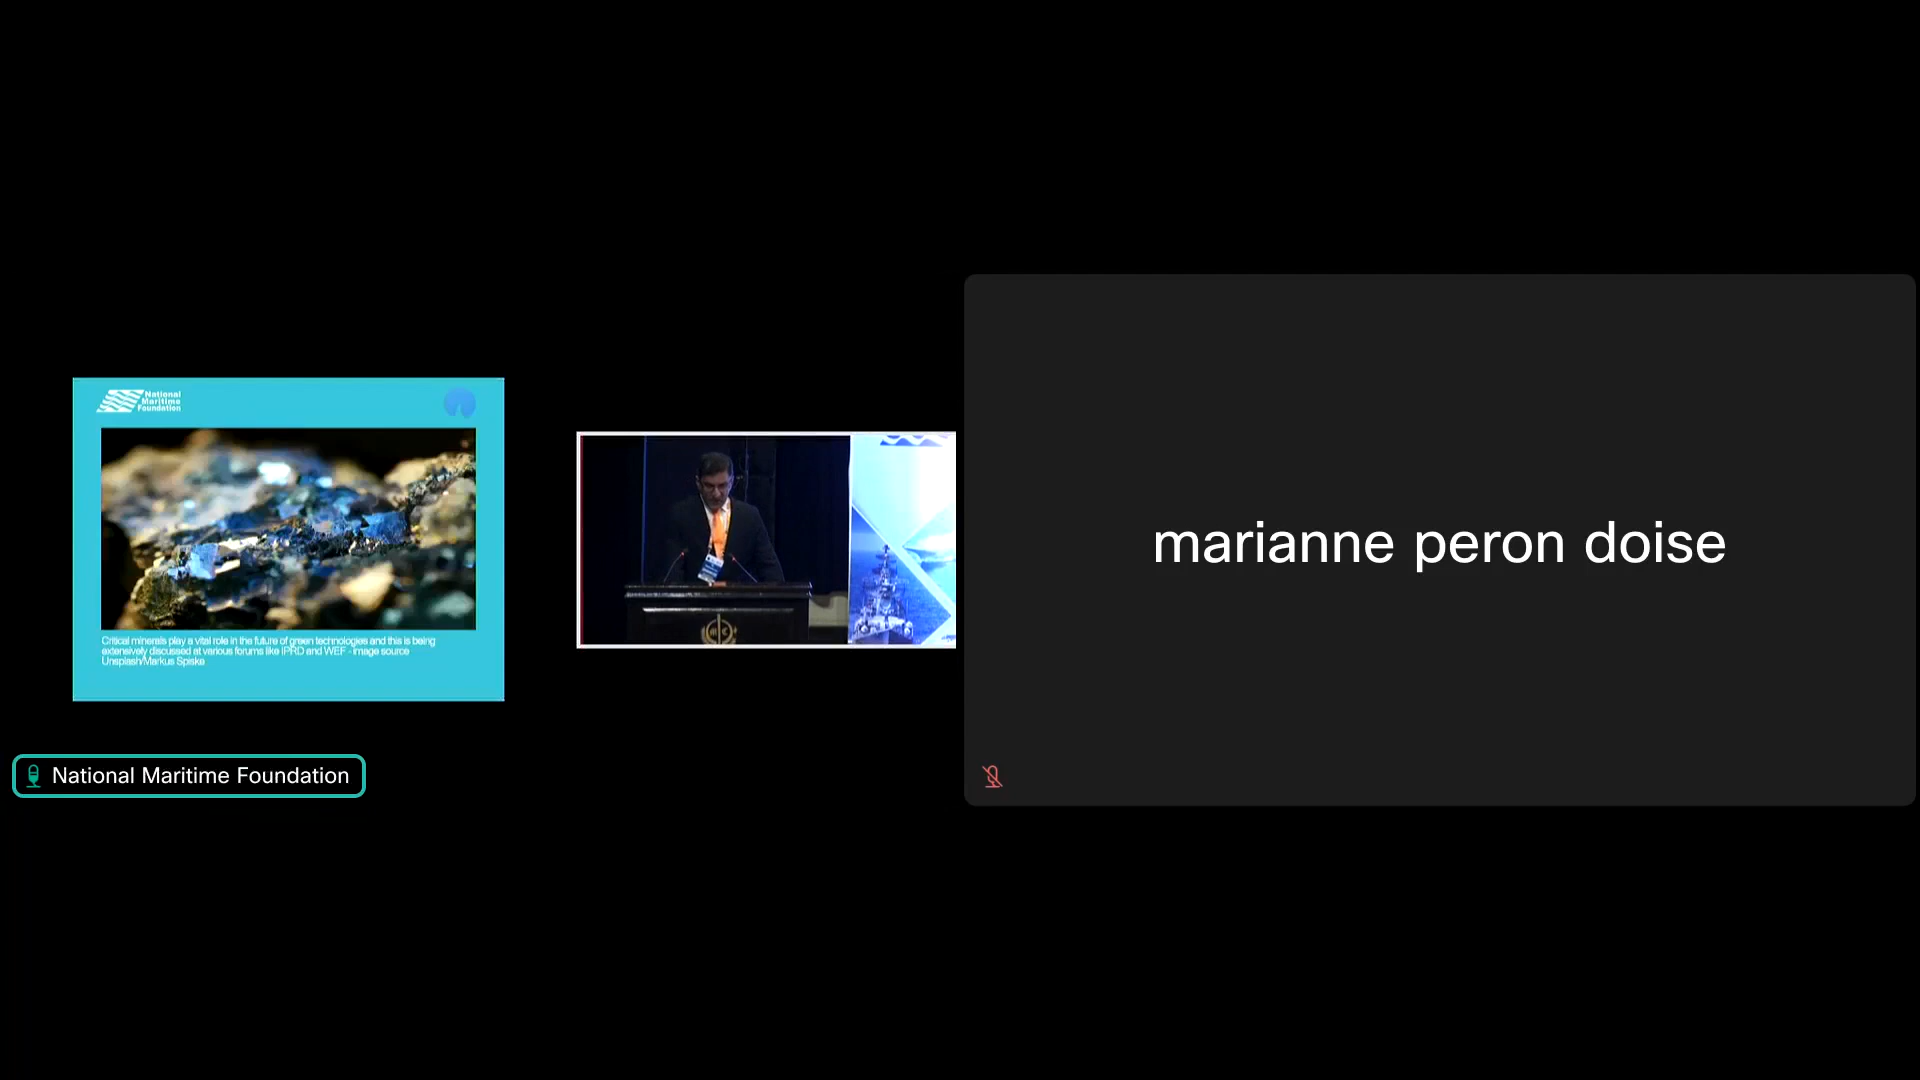 National
Maritime
Foundation
Critical minerals play a vital role in the future of green technologies and this is being
extensively discussed at various forums like IPRD and WEF - image source
Unsplash/Markus Spiske
National Maritime Foundation
marianne peron doise